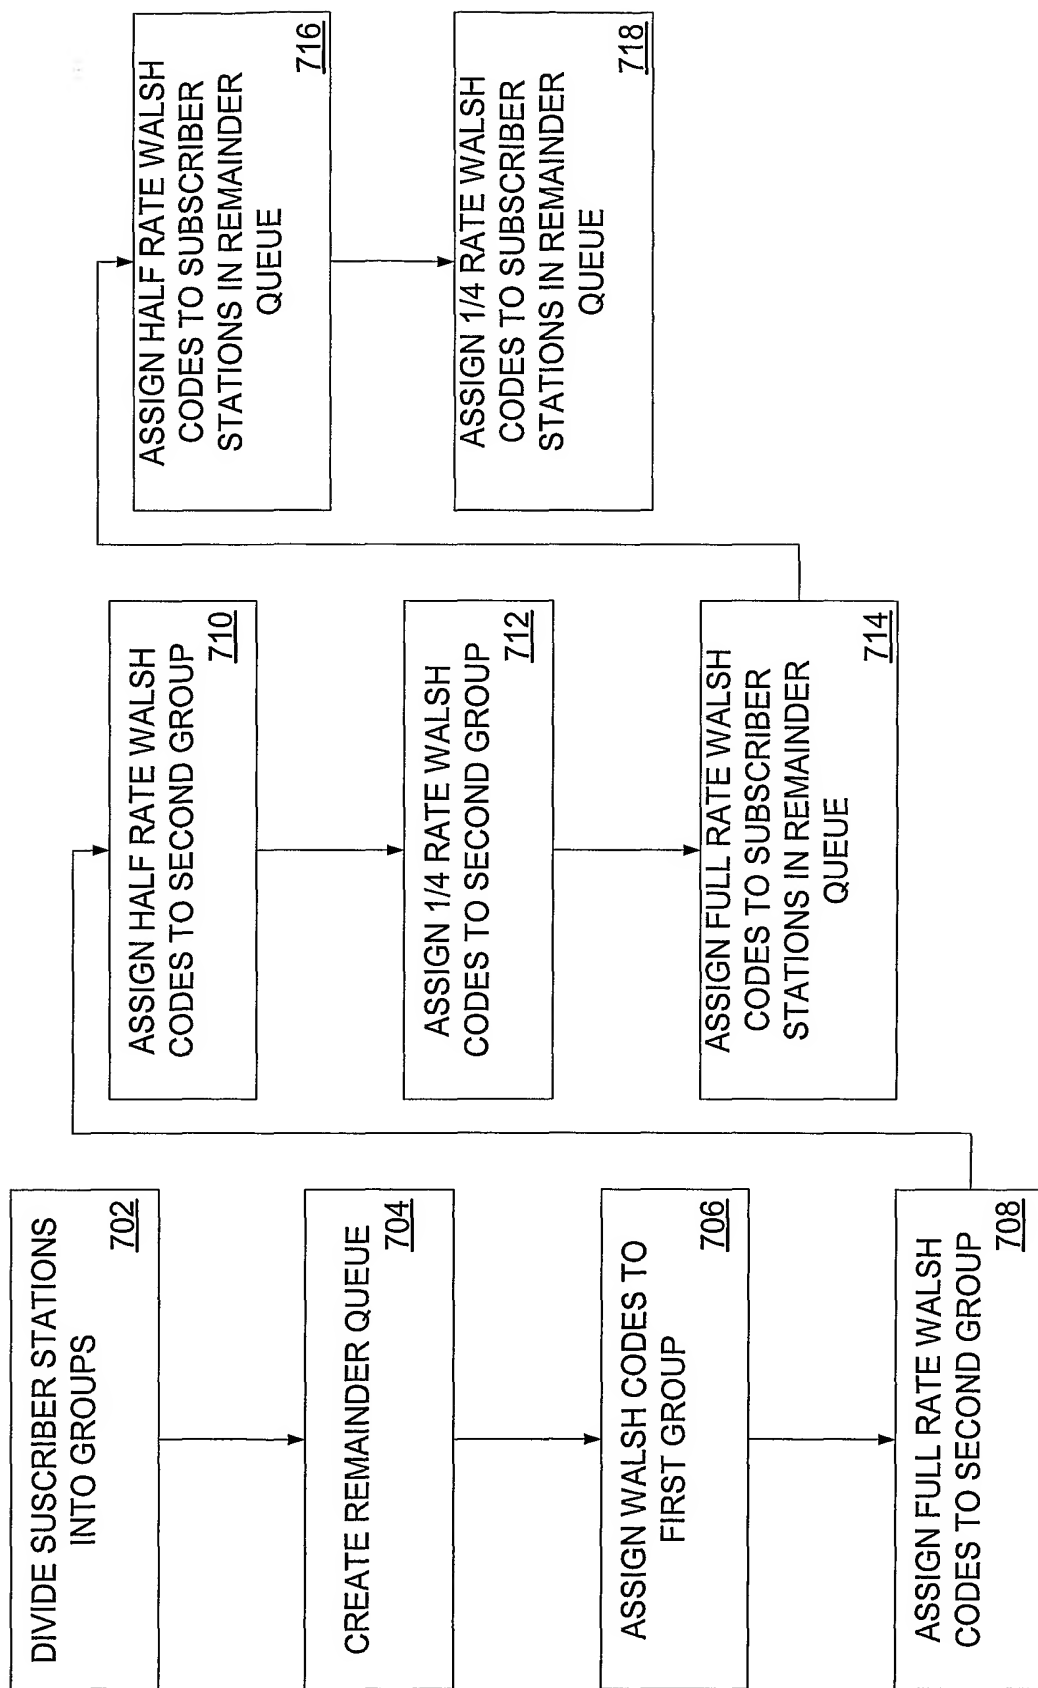 DIVIDE SUSCRIBER STATIONS
INTO GROUPS
702
CREATE REMAINDER QUEUE
704
ASSIGN WALSH CODES TO
FIRST GROUP
706
ASSIGN FULL RATE WALSH
CODES TO SECOND GROUP
708
ASSIGN HALF RATE WALSH
CODES TO SECOND GROUP
710
ASSIGN 1/4 RATE WALSH
CODES TO SECOND GROUP
712
ASSIGN FULL RATE WALSH
CODES TO SUBSCRIBER
STATIONS IN REMAINDER
QUEUE
714
ASSIGN HALF RATE WALSH
CODES TO SUBSCRIBER
STATIONS IN REMAINDER
QUEUE
716
ASSIGN 1/4 RATE WALSH
CODES TO SUBSCRIBER
STATIONS IN REMAINDER
QUEUE
718